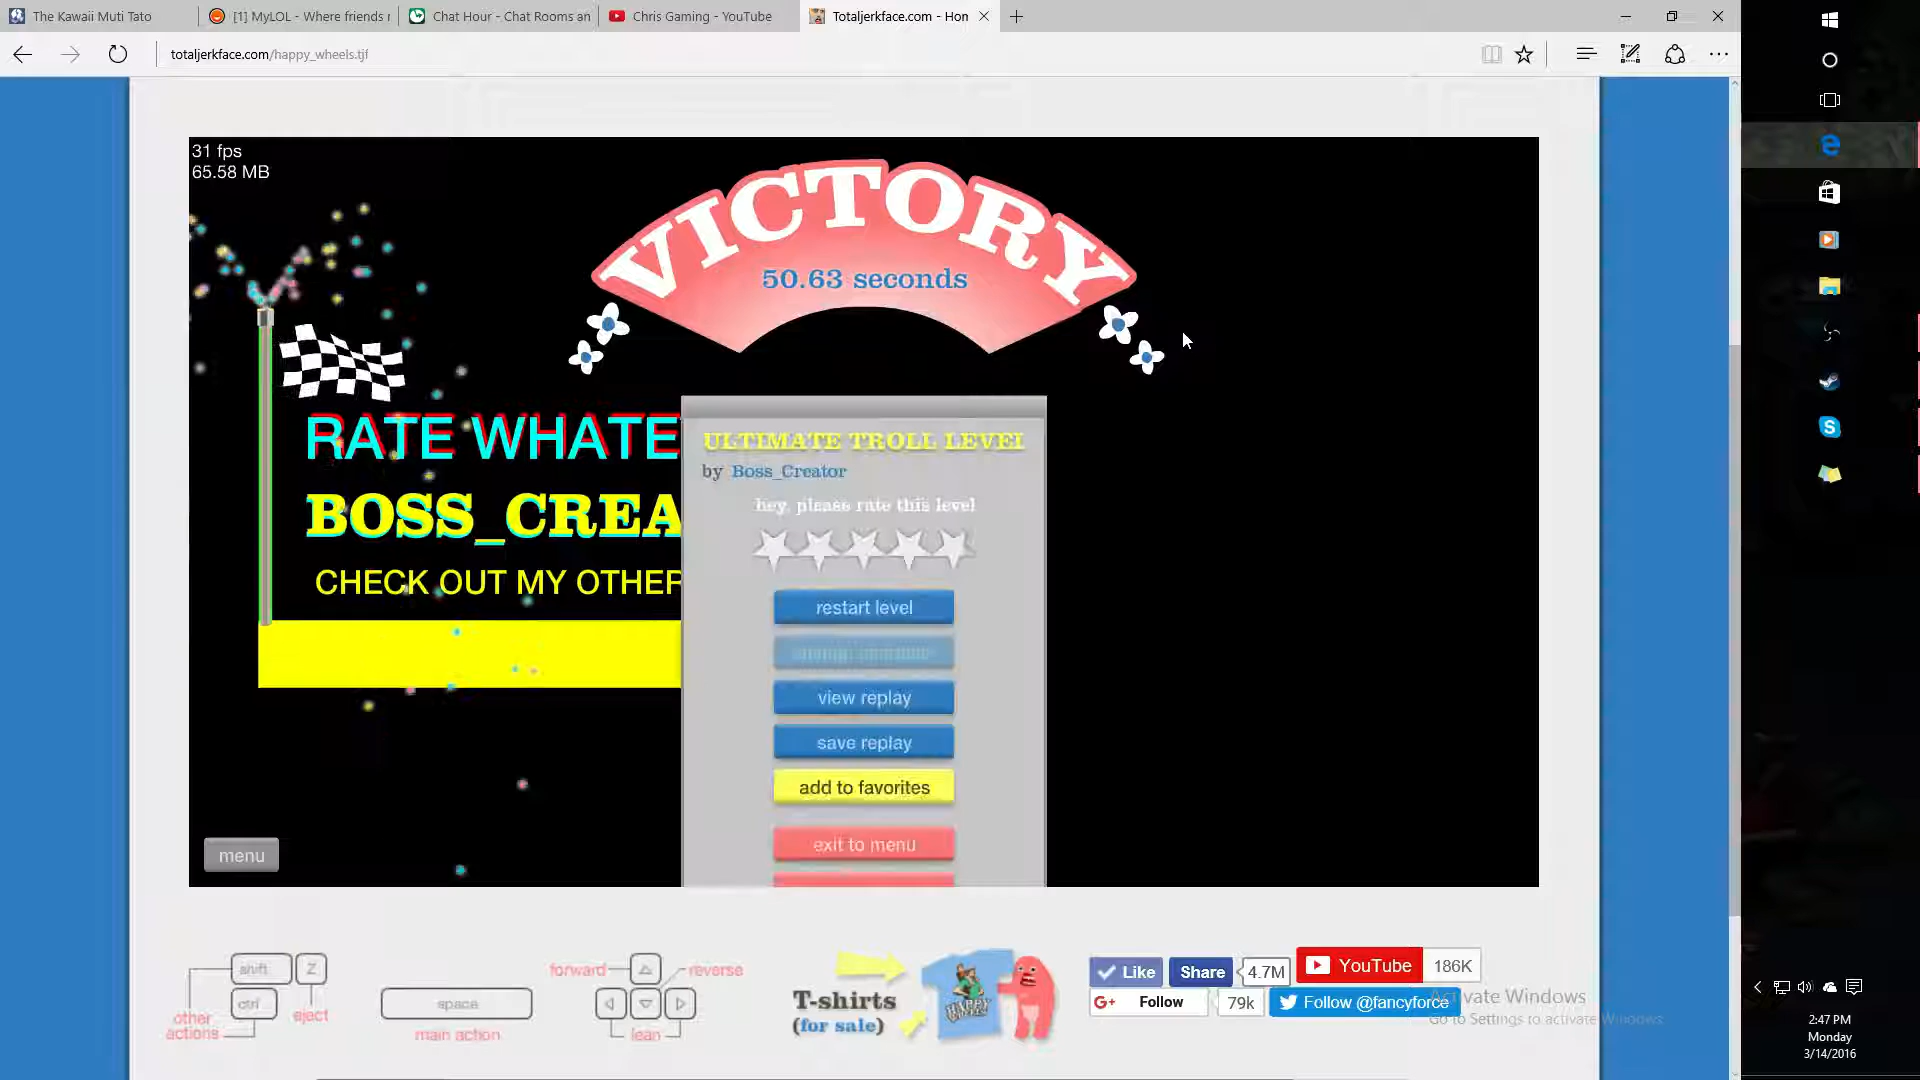 The Kawaii Muti Tato
[1] MyLOL - Where friends r
Chat Hour - Chat Rooms an
Chris Gaming - YouTube
Totaljerkface.com - Hon
totaljerkface.com/happy_wheels.tjf
31 fps
65.58 MB
VICTORY
50.63 seconds
RATE WHATE
BOSS_CREA
CHECK OUT MY OTHER
ULTIMATE TROLL LEVEL
by Boss_Creator
hey, please rate this level
restart level
view replay
save replay
add to favorites
exit to menu
menu
shift
Z
ctrl
other
actions
eject
space
main action
forward
reverse
lean
T-shirts
(for sale)
HAPPY
WHEELS
Like
Share
4.7M
YouTube
186K
G+ Follow
79k
Follow @fancyforce
Activate Windows
Go to Settings to activate Windows.
2:47 PM
Monday
3/14/2016